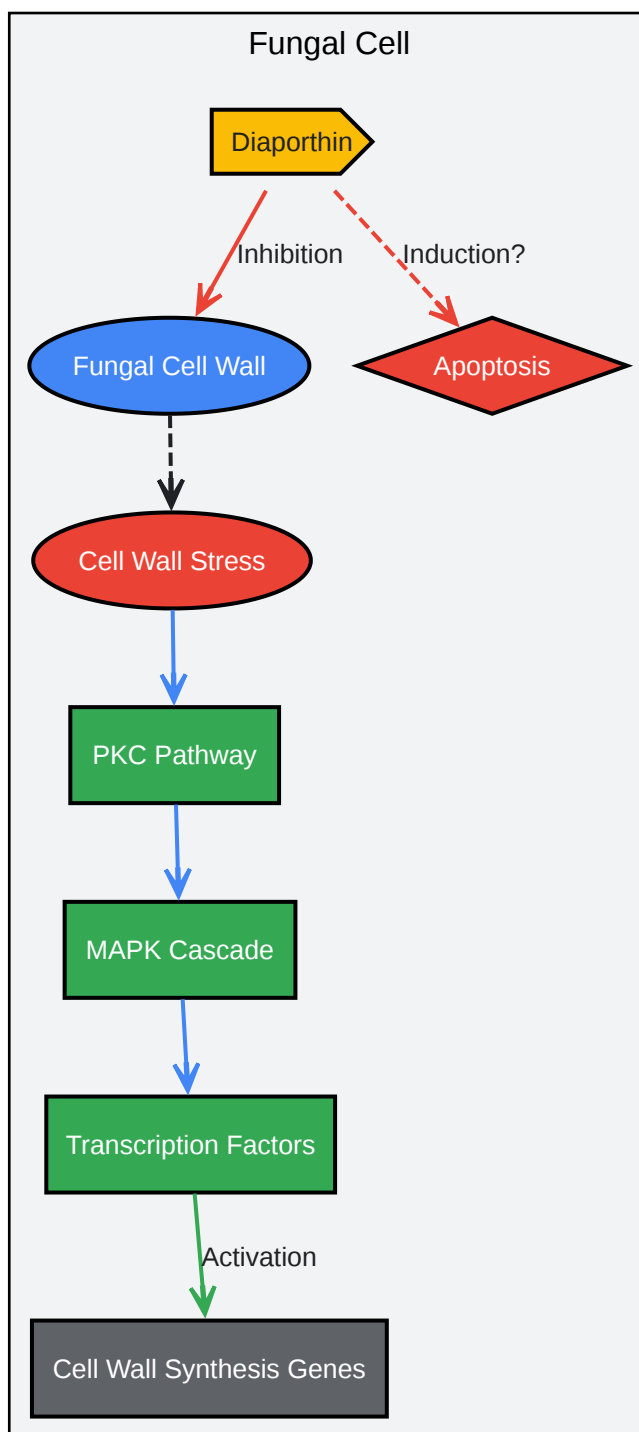 Fungal Cell
Diaporthin
Inhibition
Induction?
Fungal Cell Wall
Apoptosis
Cell Wall Stress
PKC Pathway
MAPK Cascade
Transcription Factors
Activation
Cell Wall Synthesis Genes